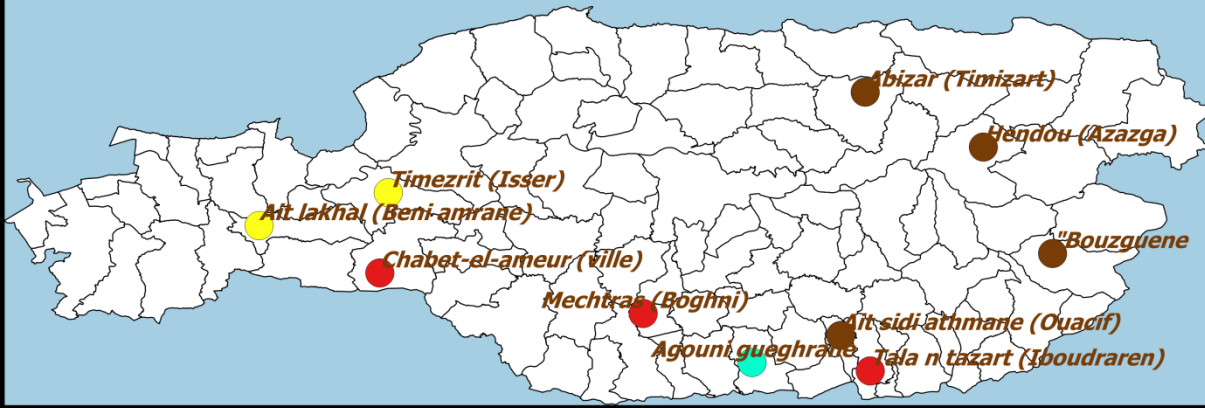 Abizar (Timizart)
Hendou (Azazga)
Timezrit (Isser)
Ait lakhal (Beni amrane)
"Bouzguene
Chabet-el-ameur (ville)
Mechtras (Boghni)
Ait sidi athmane (Ouacif)
Agouni gueghrane
Tala n tazart (Iboudraren)